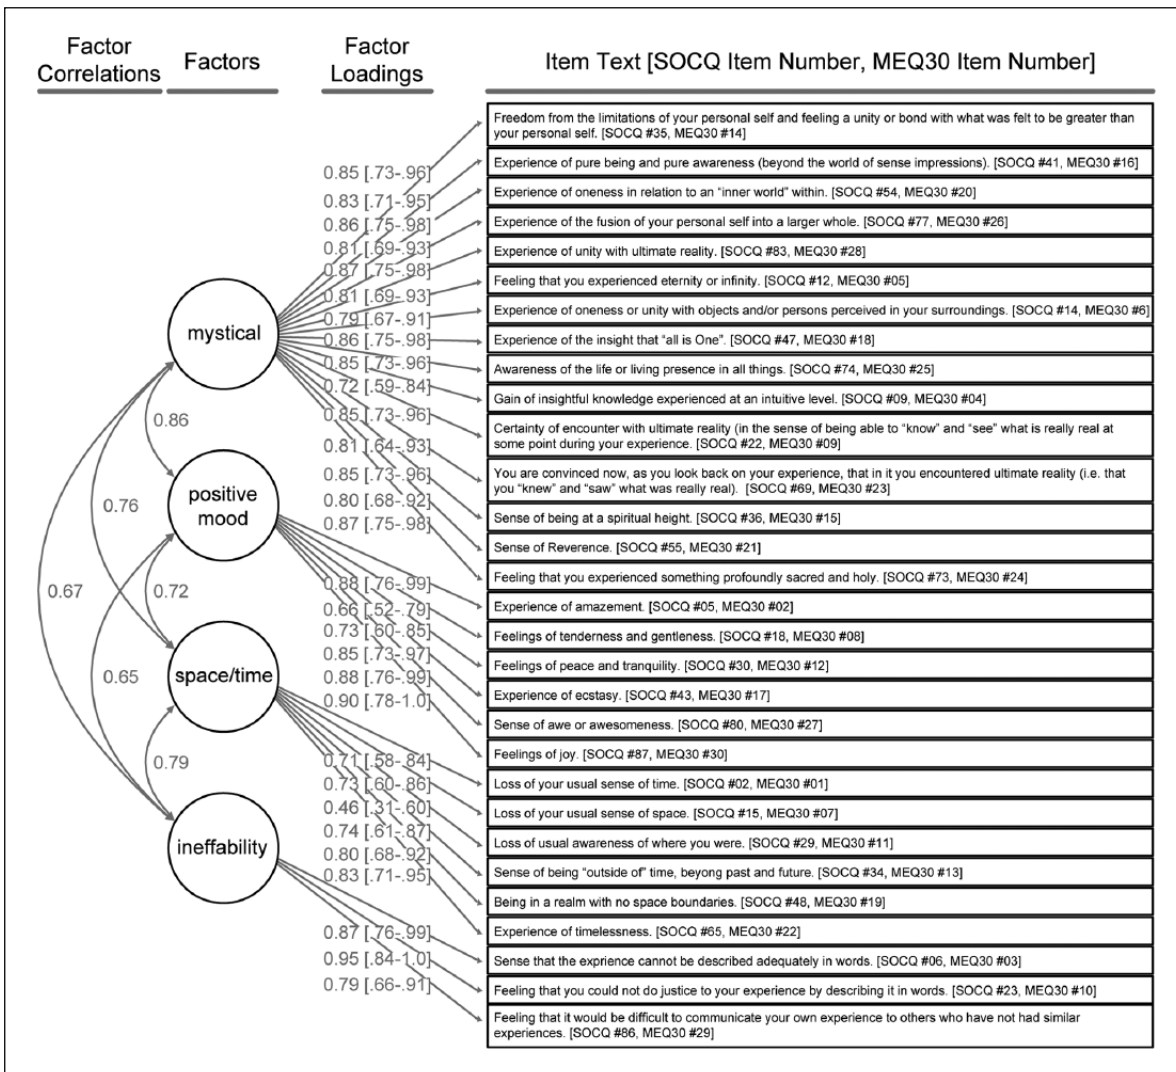 Factor
Correlations
Factors
Factor
Loadings
Item Text [SOCQ Item Number, MEQ30 Item Number]
mystical
positive
mood
space/time
ineffability
0.86
0.76
0.67
0.72
0.65
0.79
0.85 [.73-.96]
0.83 [.71-.95]
0.86 [.75-.98]
0.81 [.69-.93]
0.87 [.75-.98]
0.81 [.69-.93]
0.79 [.67-.91]
0.86 [.75-.98]
0.85 [.73-.96]
0.72 [.59-.84]
0.85 [.73-.96]
0.81 [.64-.93]
0.85 [.73-.96]
0.80 [.68-.92]
0.87 [.75-.98]
0.88 [.76-.99]
0.66 [.52-.79]
0.73 [.60-.85]
0.85 [.73-.97]
0.88 [.76-.99]
0.90 [.78-1.0]
0.71 [.58-.84]
0.73 [.60-.86]
0.46 [.31-.60]
0.74 [.61-.87]
0.80 [.68-.92]
0.83 [.71-.95]
0.87 [.76-.99]
0.95 [.84-1.0]
0.79 [.66-.91]
Freedom from the limitations of your personal self and feeling a unity or bond with what was felt to be greater than
your personal self. [SOCQ #35, MEQ30 #14]
Experience of pure being and pure awareness (beyond the world of sense impressions). [SOCQ #41, MEQ30 #16]
Experience of oneness in relation to an “inner world” within. [SOCQ #54, MEQ30 #20]
Experience of the fusion of your personal self into a larger whole. [SOCQ #77, MEQ30 #26]
Experience of unity with ultimate reality. [SOCQ #83, MEQ30 #28]
Feeling that you experienced eternity or infinity. [SOCQ #12, MEQ30 #05]
Experience of oneness or unity with objects and/or persons perceived in your surroundings. [SOCQ #14, MEQ30 #6]
Experience of the insight that “all is One”. [SOCQ #47, MEQ30 #18]
Awareness of the life or living presence in all things. [SOCQ #74, MEQ30 #25]
Gain of insightful knowledge experienced at an intuitive level. [SOCQ #09, MEQ30 #04]
Certainty of encounter with ultimate reality (in the sense of being able to “know” and “see” what is really real at
some point during your experience. [SOCQ #22, MEQ30 #09]
You are convinced now, as you look back on your experience, that in it you encountered ultimate reality (i.e. that
you “knew” and “saw” what was really real). [SOCQ #69, MEQ30 #23]
Sense of being at a spiritual height. [SOCQ #36, MEQ30 #15]
Sense of Reverence. [SOCQ #55, MEQ30 #21]
Feeling that you experienced something profoundly sacred and holy. [SOCQ #73, MEQ30 #24]
Experience of amazement. [SOCQ #05, MEQ30 #02]
Feelings of tenderness and gentleness. [SOCQ #18, MEQ30 #08]
Feelings of peace and tranquility. [SOCQ #30, MEQ30 #12]
Experience of ecstasy. [SOCQ #43, MEQ30 #17]
Sense of awe or awesomeness. [SOCQ #80, MEQ30 #27]
Feelings of joy. [SOCQ #87, MEQ30 #30]
Loss of your usual sense of time. [SOCQ #02, MEQ30 #01]
Loss of your usual sense of space. [SOCQ #15, MEQ30 #07]
Loss of usual awareness of where you were. [SOCQ #29, MEQ30 #11]
Sense of being “outside of” time, beyong past and future. [SOCQ #34, MEQ30 #13]
Being in a realm with no space boundaries. [SOCQ #48, MEQ30 #19]
Experience of timelessness. [SOCQ #65, MEQ30 #22]
Sense that the exprience cannot be described adequately in words. [SOCQ #06, MEQ30 #03]
Feeling that you could not do justice to your experience by describing it in words. [SOCQ #23, MEQ30 #10]
Feeling that it would be difficult to communicate your own experience to others who have not had similar
experiences. [SOCQ #86, MEQ30 #29]